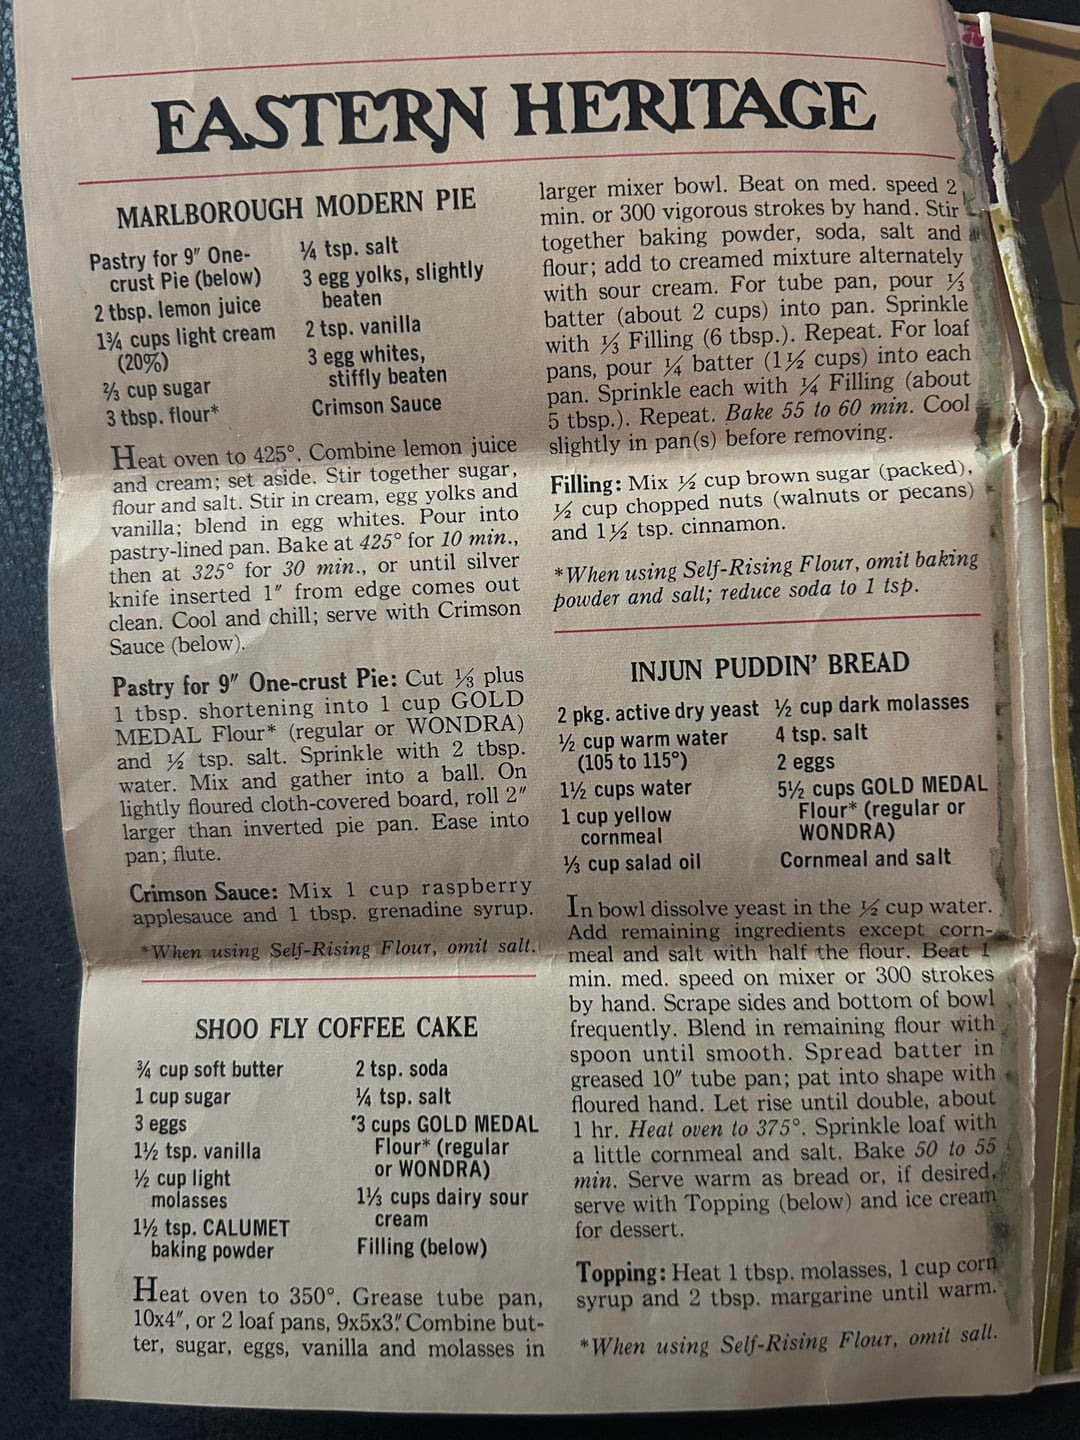 EASTERN HERITAGE
MARLBOROUGH MODERN PIE
Pastry for 9″ One-
crust Pie (below)
2 tbsp. lemon juice
1¾ cups light cream
(20%)
⅔ cup sugar
3 tbsp. flour*
¼ tsp. salt
3 egg yolks, slightly
beaten
2 tsp. vanilla
3 egg whites,
stiffly beaten
Crimson Sauce
Heat oven to 425°. Combine lemon juice
and cream; set aside. Stir together sugar,
flour and salt. Stir in cream, egg yolks and
vanilla; blend in egg whites. Pour into
pastry-lined pan. Bake at 425° for 10 min.,
then at 325° for 30 min., or until silver
knife inserted 1″ from edge comes out
clean. Cool and chill; serve with Crimson
Sauce (below).
Pastry for 9″ One-crust Pie: Cut ⅓ plus
1 tbsp. shortening into 1 cup GOLD
MEDAL Flour* (regular or WONDRA)
and ½ tsp. salt. Sprinkle with 2 tbsp.
water. Mix and gather into a ball. On
lightly floured cloth-covered board, roll 2″
larger than inverted pie pan. Ease into
pan; flute.
Crimson Sauce: Mix 1 cup raspberry
applesauce and 1 tbsp. grenadine syrup.
*When using Self-Rising Flour, omit salt.
SHOO FLY COFFEE CAKE
¾ cup soft butter
1 cup sugar
3 eggs
1½ tsp. vanilla
½ cup light
molasses
1½ tsp. CALUMET
baking powder
2 tsp. soda
¼ tsp. salt
3 cups GOLD MEDAL
Flour* (regular
or WONDRA)
1⅓ cups dairy sour
cream
Filling (below)
Heat oven to 350°. Grease tube pan,
10x4″, or 2 loaf pans, 9x5x3″. Combine but-
ter, sugar, eggs, vanilla and molasses in
larger mixer bowl. Beat on med. speed 2
min. or 300 vigorous strokes by hand. Stir
together baking powder, soda, salt and
flour; add to creamed mixture alternately
with sour cream. For tube pan, pour ⅓
batter (about 2 cups) into pan. Sprinkle
with ⅓ Filling (6 tbsp.). Repeat. For loaf
pans, pour ¼ batter (1½ cups) into each
pan. Sprinkle each with ¼ Filling (about
5 tbsp.). Repeat. Bake 55 to 60 min. Cool
slightly in pan(s) before removing.
Filling: Mix ½ cup brown sugar (packed),
½ cup chopped nuts (walnuts or pecans)
and 1½ tsp. cinnamon.
*When using Self-Rising Flour, omit baking
powder and salt; reduce soda to 1 tsp.
INJUN PUDDIN' BREAD
2 pkg. active dry yeast
½ cup warm water
(105 to 115°)
1½ cups water
1 cup yellow
cornmeal
⅓ cup salad oil
½ cup dark molasses
4 tsp. salt
2 eggs
5½ cups GOLD MEDAL
Flour* (regular or
WONDRA)
Cornmeal and salt
In bowl dissolve yeast in the ½ cup water.
Add remaining ingredients except corn-
meal and salt with half the flour. Beat 1
min. med. speed on mixer or 300 strokes
by hand. Scrape sides and bottom of bowl
frequently. Blend in remaining flour with
spoon until smooth. Spread batter in
greased 10″ tube pan; pat into shape with
floured hand. Let rise until double, about
1 hr. Heat oven to 375°. Sprinkle loaf with
a little cornmeal and salt. Bake 50 to 55
min. Serve warm as bread or, if desired,
serve with Topping (below) and ice cream
for dessert.
Topping: Heat 1 tbsp. molasses, 1 cup corn
syrup and 2 tbsp. margarine until warm.
*When using Self-Rising Flour, omit salt.